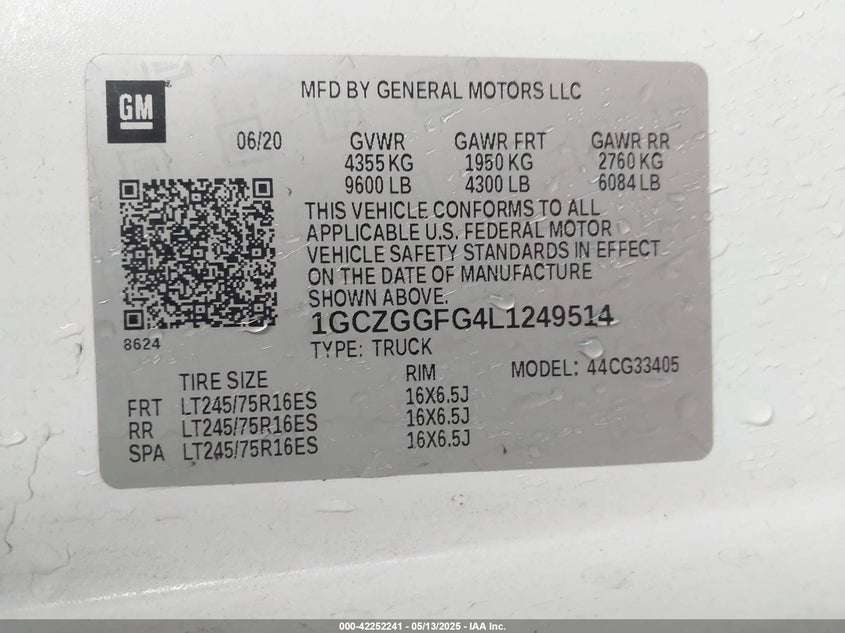 GM
MFD BY GENERAL MOTORS LLC
06/20 GVWR GAWR FRT GAWR RR
4355 KG 1950 KG 2760 KG
9600 LB 4300 LB 6084 LB
THIS VEHICLE CONFORMS TO ALL
APPLICABLE U.S. FEDERAL MOTOR
VEHICLE SAFETY STANDARDS IN EFFECT
ON THE DATE OF MANUFACTURE
SHOWN ABOVE.
1GCZGGFG4L1249514
8624
TYPE: TRUCK
MODEL: 44CG33405
TIRE SIZE RIM
FRT LT245/75R16ES 16X6.5J
RR LT245/75R16ES 16X6.5J
SPA LT245/75R16ES 16X6.5J
000-42252241 - 05/13/2025 - IAA Inc.